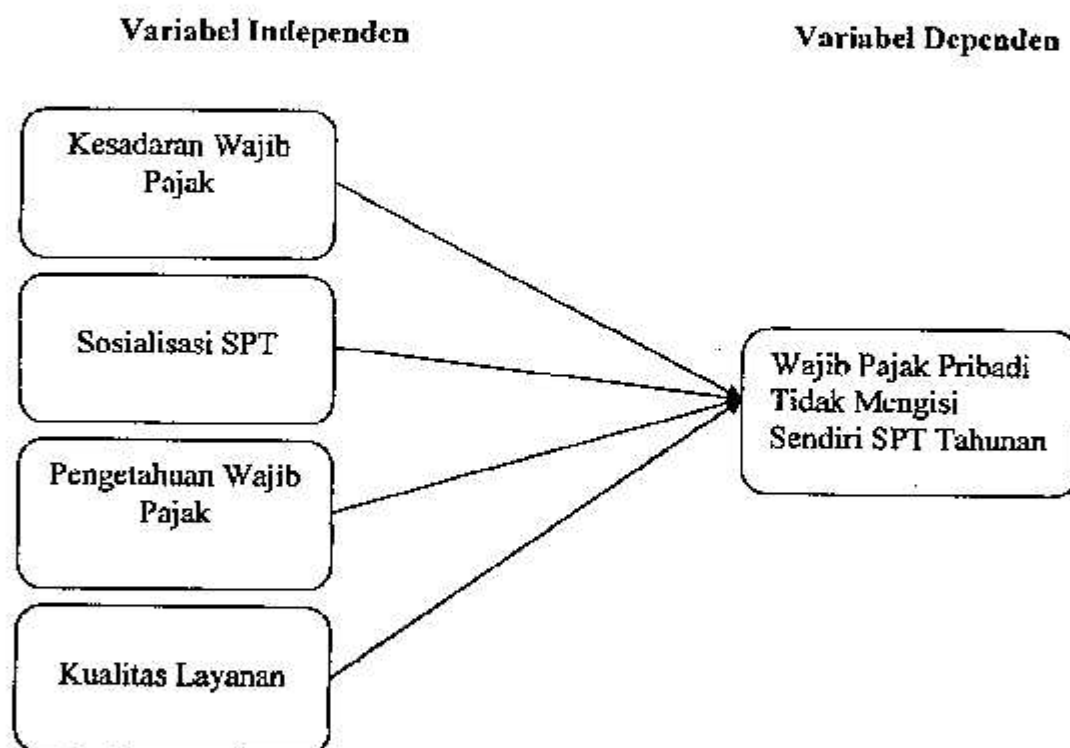 Variabel Independen
Variabel Dependen
Kesadaran Wajib
Pajak
Sosialisasi SPT
Pengetahuan Wajib
Pajak
Kualitas Layanan
Wajib Pajak Pribadi
Tidak Mengisi
Sendiri SPT Tahunan